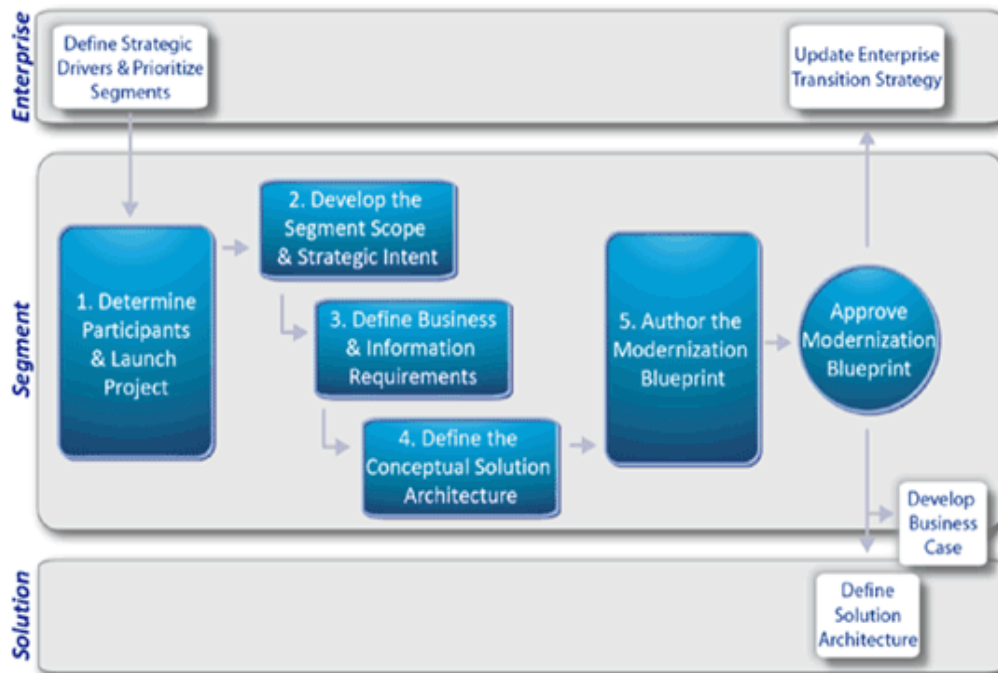 Enterprise
Define Strategic
Drivers & Prioritize
Segments
Update Enterprise
Transition Strategy
Segment
1. Determine
Participants
& Launch
Project
2. Develop the
Segment Scope
& Strategic Intent
3. Define Business
& Information
Requirements
4. Define the
Conceptual Solution
Architecture
5. Author the
Modernization
Blueprint
Approve
Modernization
Blueprint
Develop
Business
Case
Solution
Define
Solution
Architecture